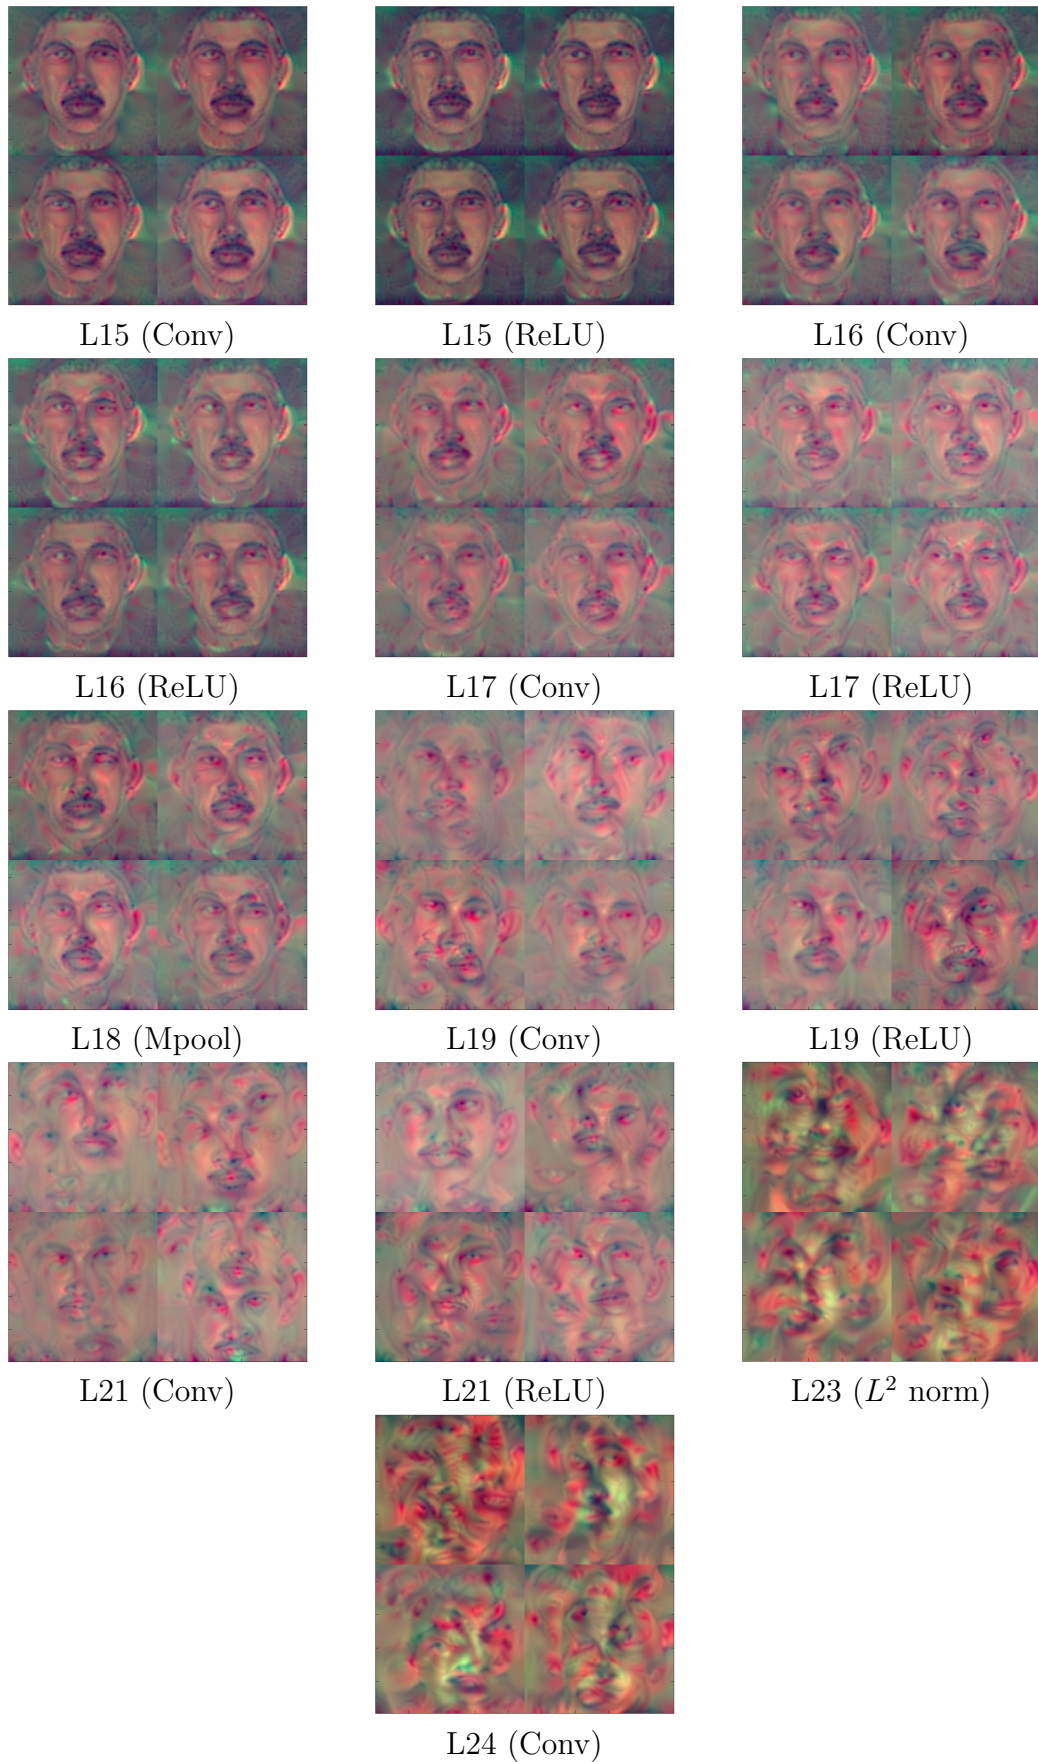 L15 (Conv) L15 (ReLU) L16 (Conv)
L16 (ReLU) L17 (Conv) L17 (ReLU)
L18 (Mpool) L19 (Conv) L19 (ReLU)
L21 (Conv) L21 (ReLU) L23 (L² norm)
L24 (Conv)